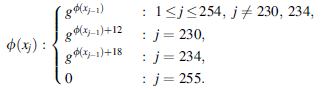 g^{ϕ(x_{j−1})} : 1 ≤ j ≤ 254, j ≠ 230, 234,
ϕ(x_j) : { g^{ϕ(x_{j−1})+12} : j = 230,
g^{ϕ(x_{j−1})+18} : j = 234,
0 : j = 255.